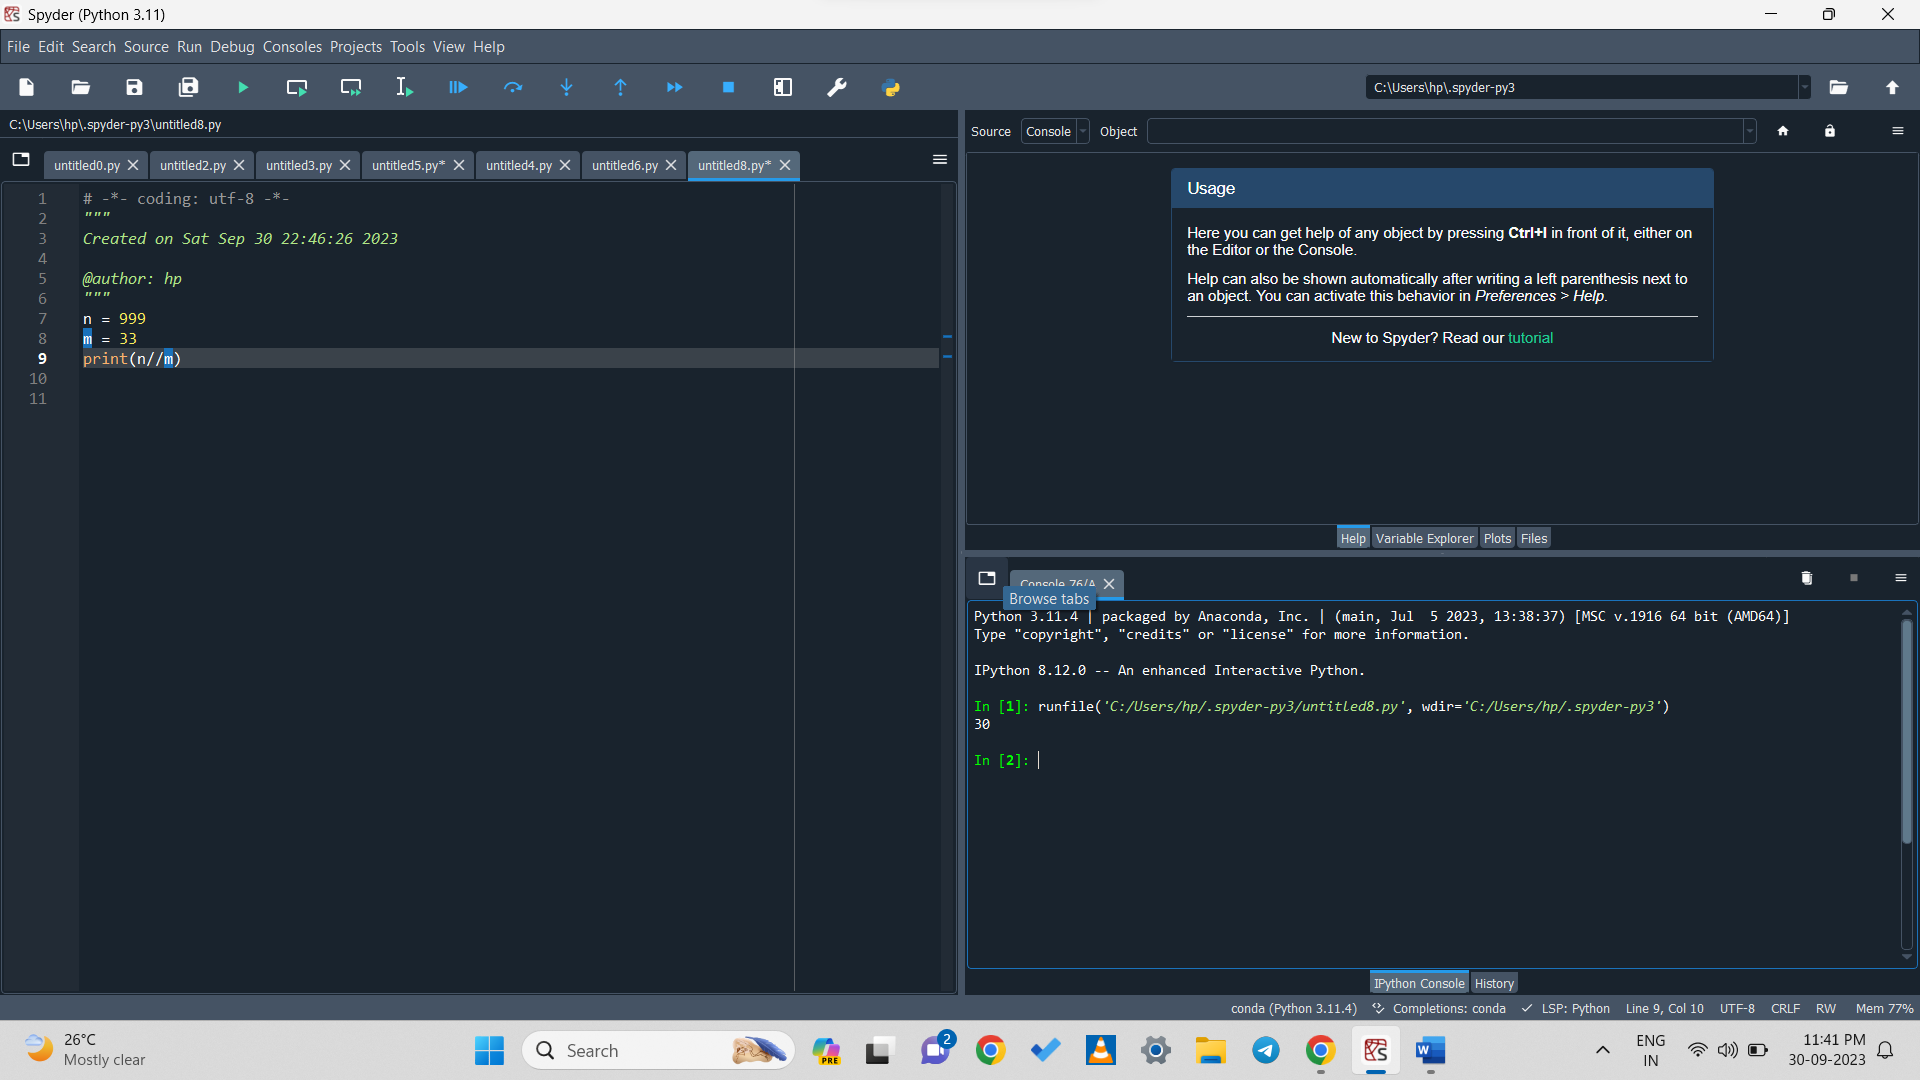 Spyder (Python 3.11)
File Edit Search Source Run Debug Consoles Projects Tools View Help
C:\Users\hp\.spyder-py3
C:\Users\hp\.spyder-py3\untitled8.py
untitled0.py untitled2.py untitled3.py untitled5.py* untitled4.py untitled6.py untitled8.py*
1 # -*- coding: utf-8 -*-
2 """
3 Created on Sat Sep 30 22:46:26 2023
4
5 @author: hp
6 """
7 n = 999
8 m = 33
9 print(n//m)
10
11
Source Console Object
Usage
Here you can get help of any object by pressing Ctrl+I in front of it, either on
the Editor or the Console.
Help can also be shown automatically after writing a left parenthesis next to
an object. You can activate this behavior in Preferences > Help.
New to Spyder? Read our tutorial
Help Variable Explorer Plots Files
Console 76/A
Browse tabs
Python 3.11.4 | packaged by Anaconda, Inc. | (main, Jul  5 2023, 13:38:37) [MSC v.1916 64 bit (AMD64)]
Type "copyright", "credits" or "license" for more information.
IPython 8.12.0 -- An enhanced Interactive Python.
In [1]: runfile('C:/Users/hp/.spyder-py3/untitled8.py', wdir='C:/Users/hp/.spyder-py3')
30
In [2]:
IPython Console History
conda (Python 3.11.4) Completions: conda LSP: Python Line 9, Col 10 UTF-8 CRLF RW Mem 77%
26°C
Mostly clear
Search
PRE
2
ENG
IN
11:41 PM
30-09-2023